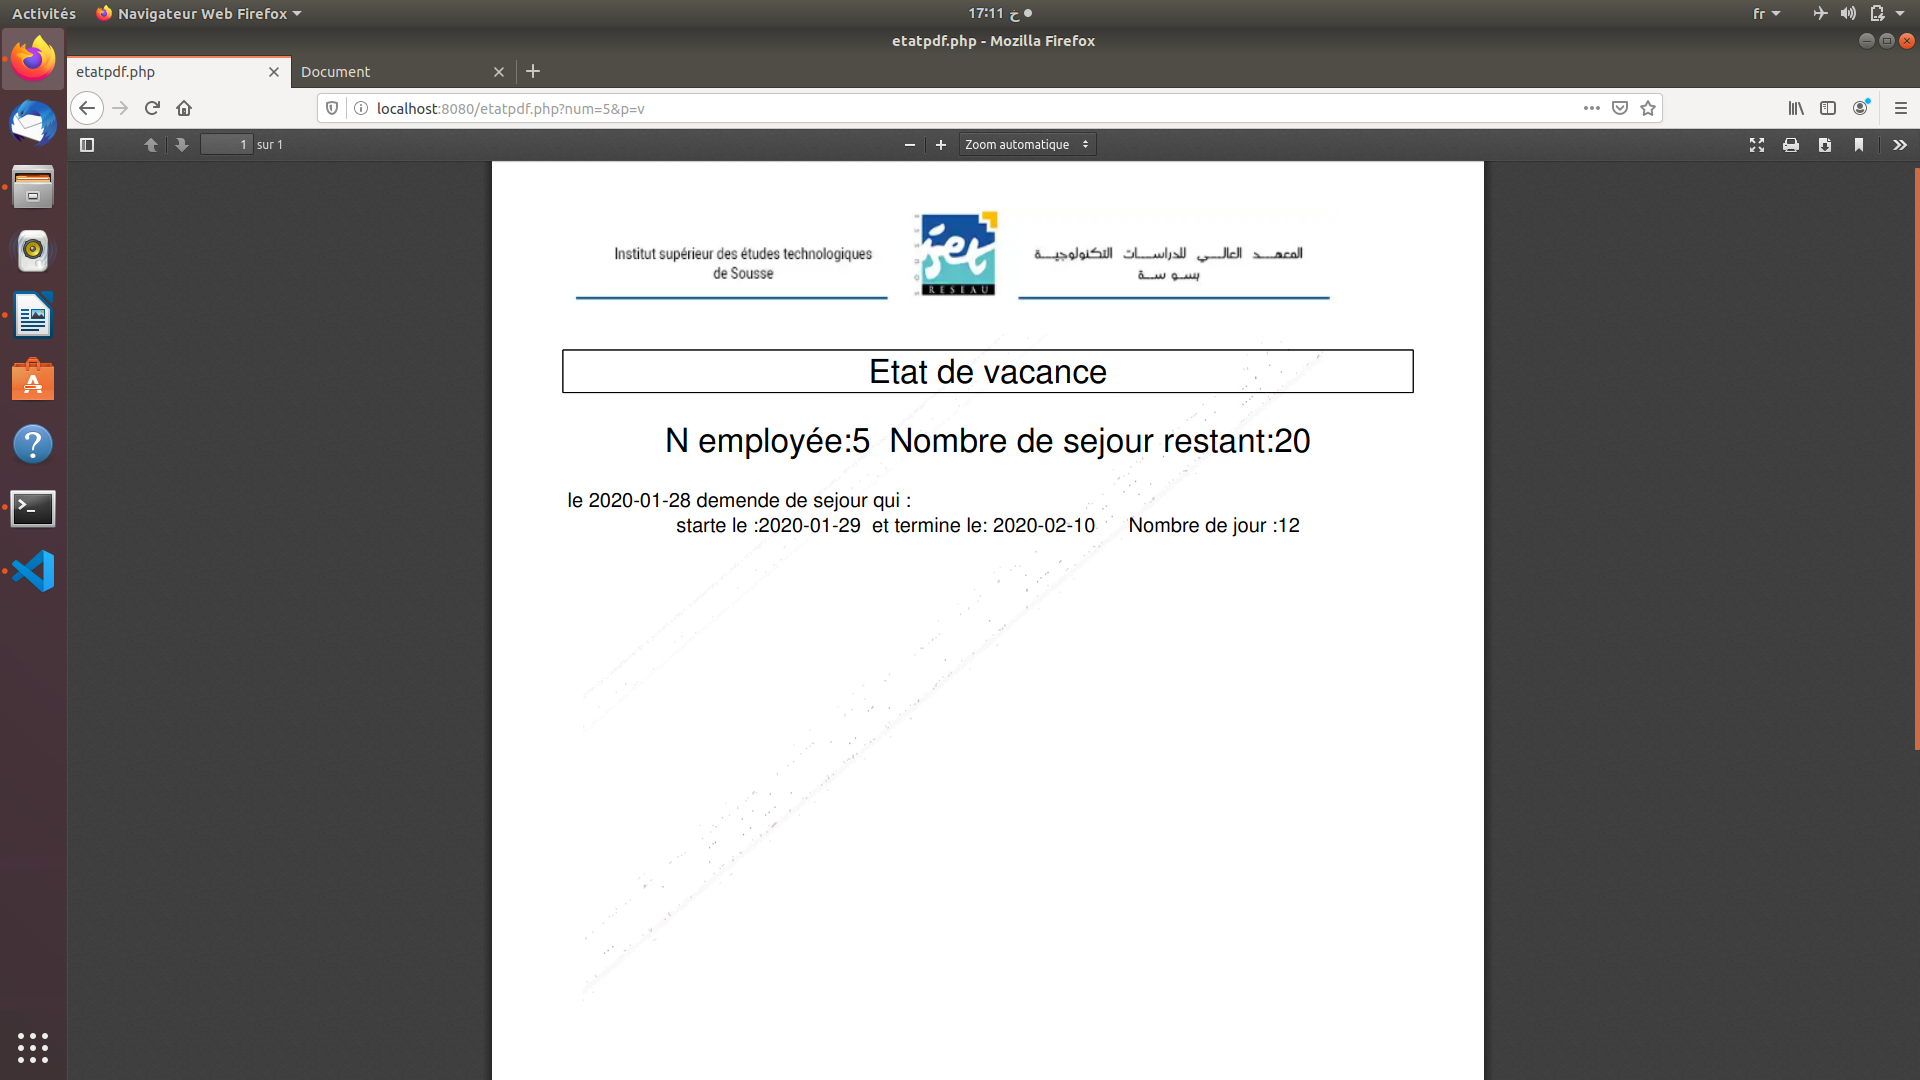 Activités Navigateur Web Firefox 17:11 خ fr
etatpdf.php - Mozilla Firefox
etatpdf.php Document
localhost:8080/etatpdf.php?num=5&p=v
1 sur 1 Zoom automatique
Institut supérieur des études technologiques
de Sousse
RESEAU
المعهد العالي للدراسات التكنولوجية
بسوسة
Etat de vacance
N employée:5 Nombre de sejour restant:20
le 2020-01-28 demende de sejour qui :
starte le :2020-01-29 et termine le: 2020-02-10 Nombre de jour :12